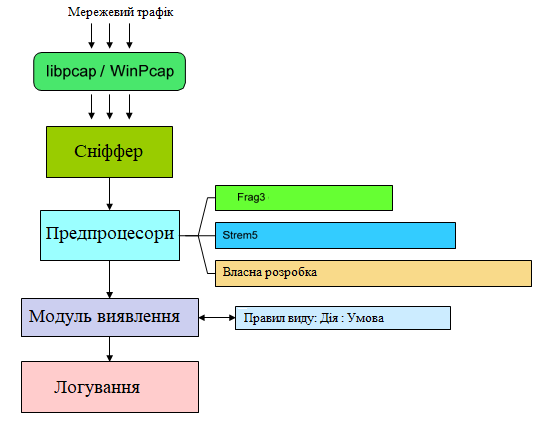 Мережевий трафік
libpcap / WinPcap
Сніффер
Предпроцесори
Frag3
Strem5
Власна розробка
Модуль виявлення
Правил виду: Дія : Умова
Логування